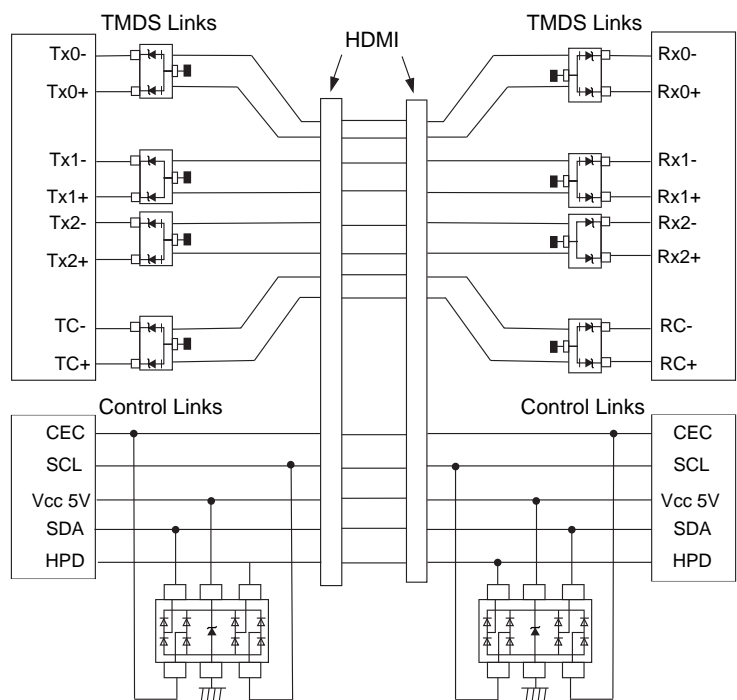 TMDS Links
HDMI
TMDS Links
Tx0-
Tx0+
Tx1-
Tx1+
Tx2-
Tx2+
TC-
TC+
Rx0-
Rx0+
Rx1-
Rx1+
Rx2-
Rx2+
RC-
RC+
Control Links
CEC
SCL
Vcc 5V
SDA
HPD
Control Links
CEC
SCL
Vcc 5V
SDA
HPD